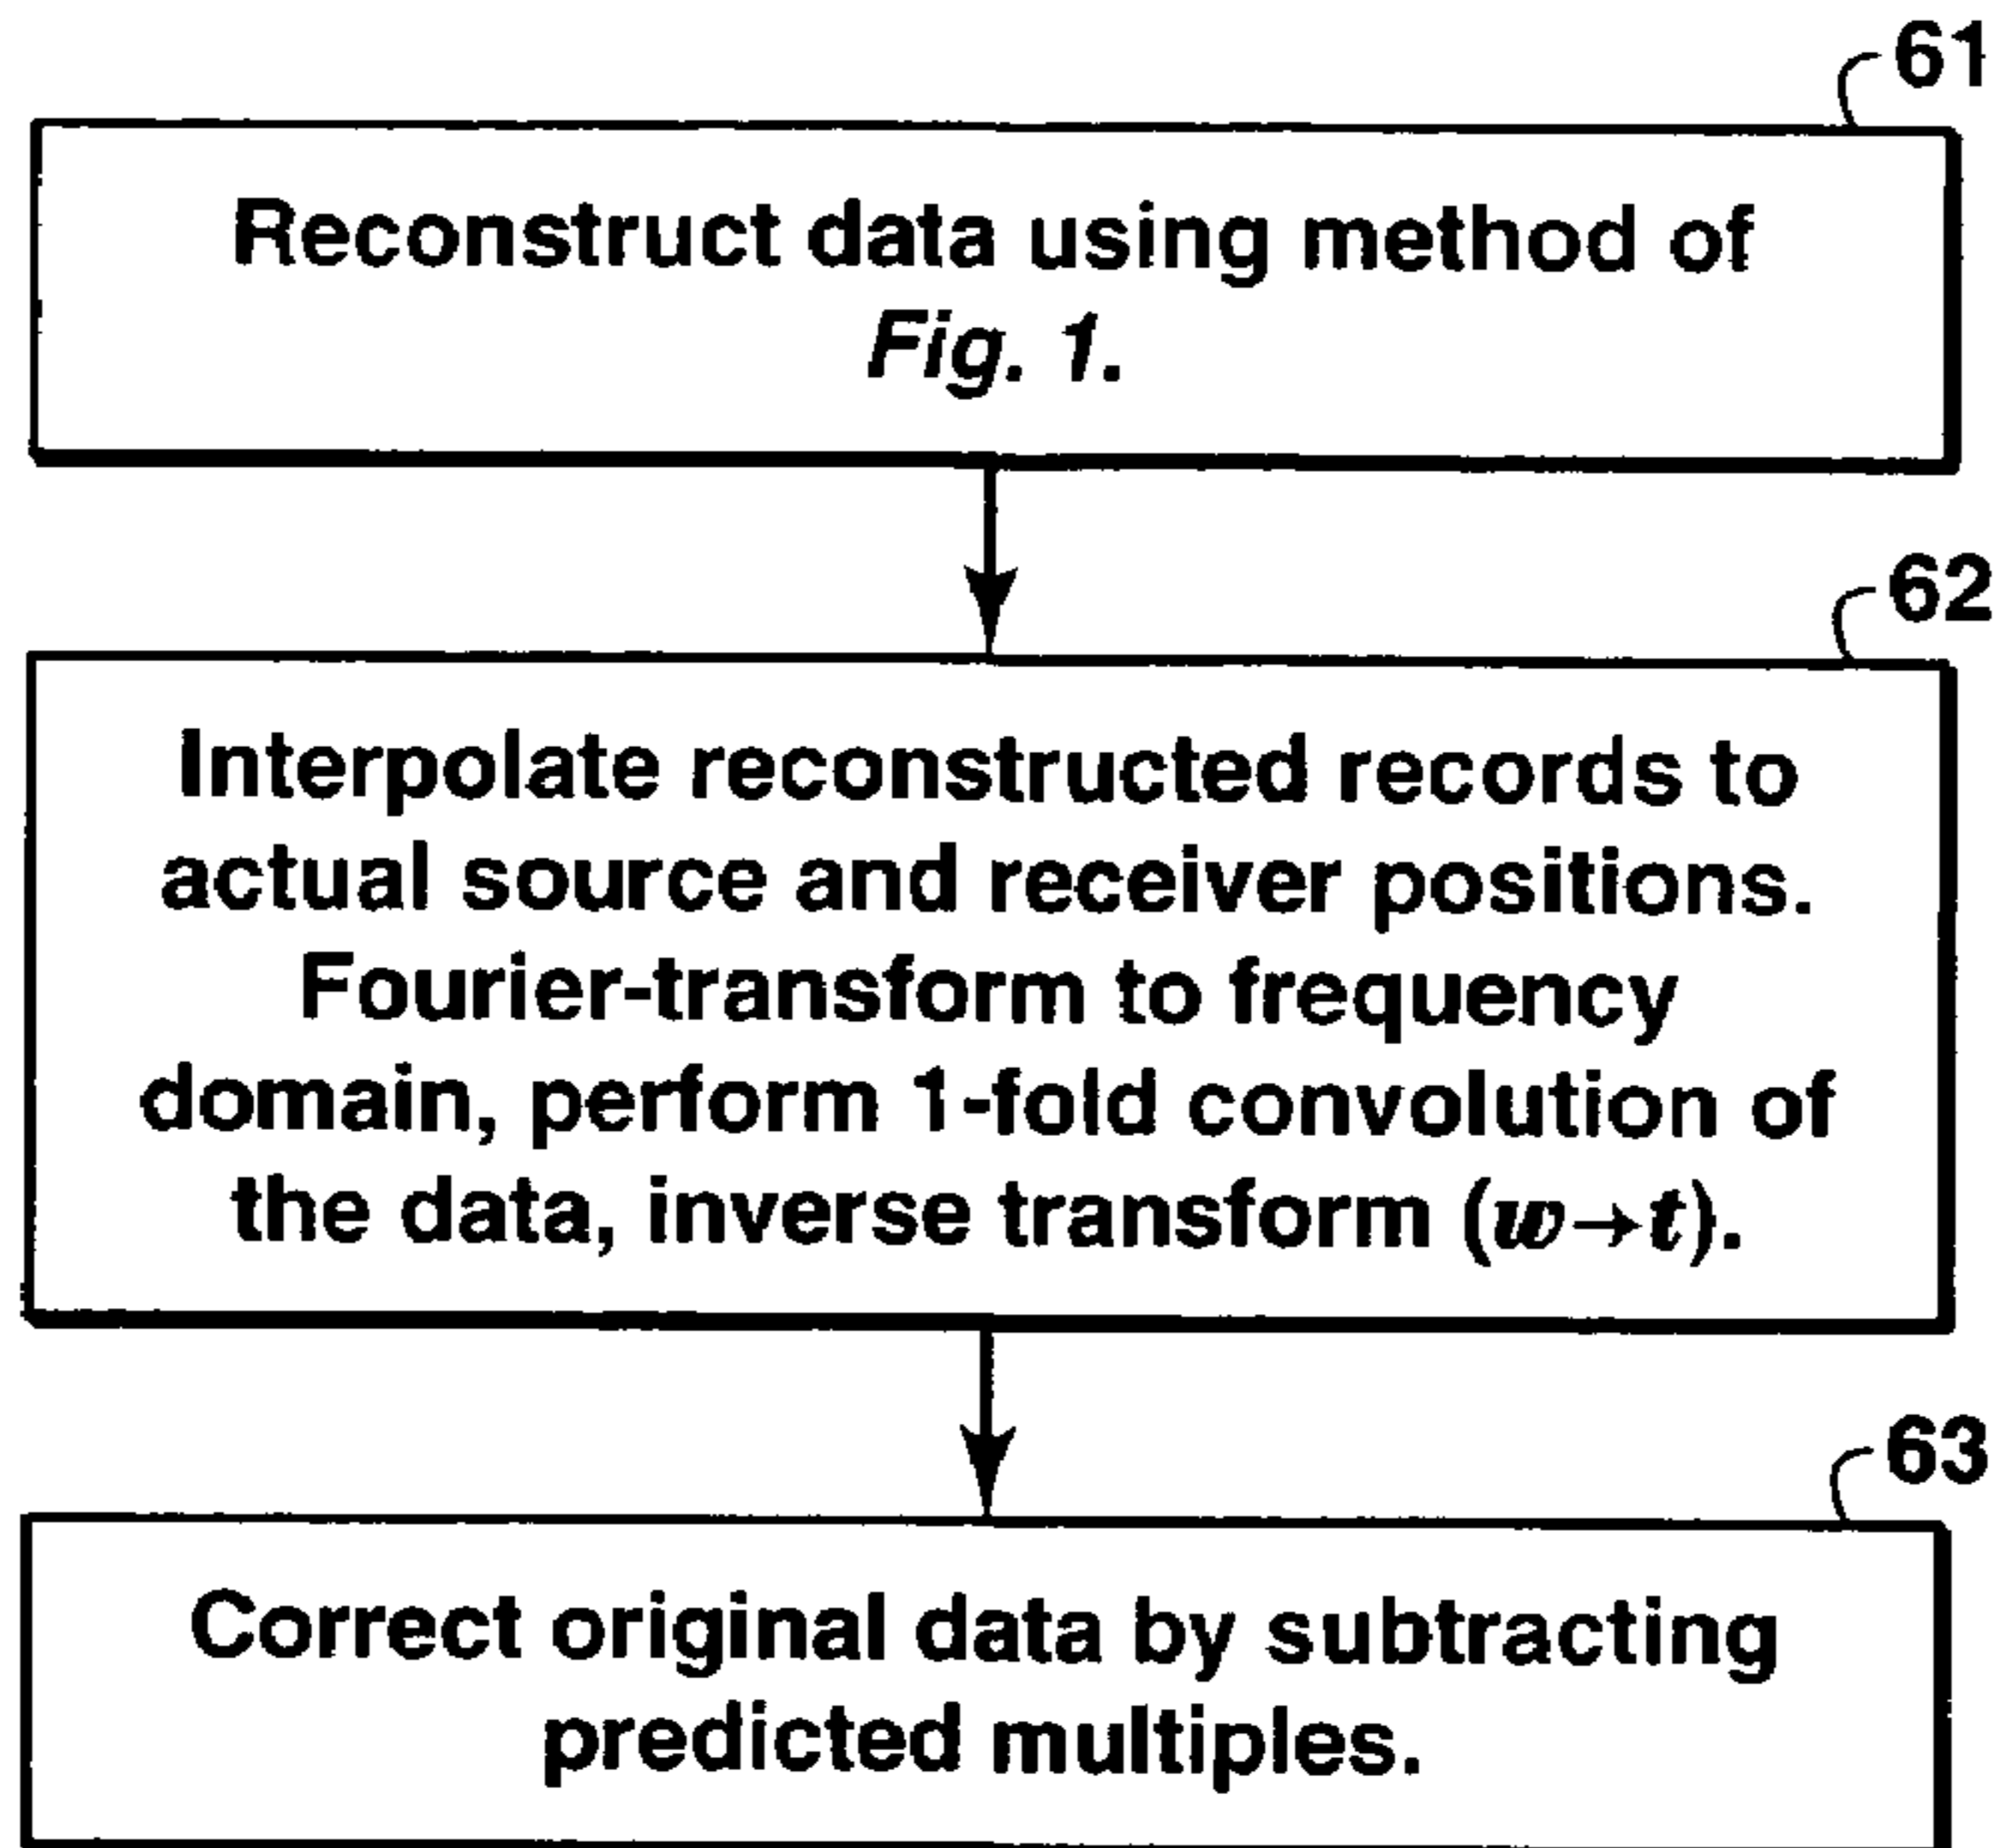 61
Reconstruct data using method of
Fig. 1.
62
Interpolate reconstructed records to
actual source and receiver positions.
Fourier-transform to frequency
domain, perform 1-fold convolution of
the data, inverse transform (w→t).
63
Correct original data by subtracting
predicted multiples.